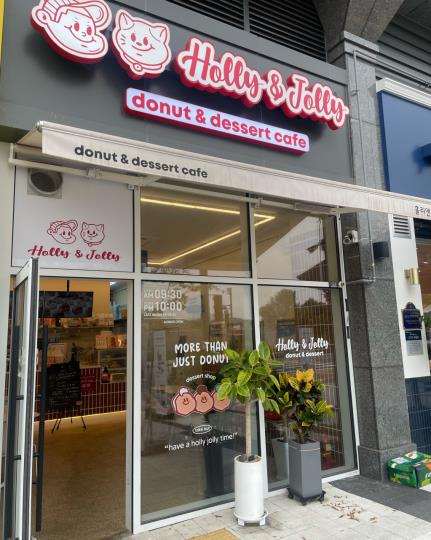 Holly & Jolly
donut & dessert cafe
donut & dessert cafe
Holly & Jolly
AM 09:30
PM 10:00
MORE THAN
JUST DONUT
dessert shop
"have a holly jolly time!"
Holly & Jolly
donut & dessert